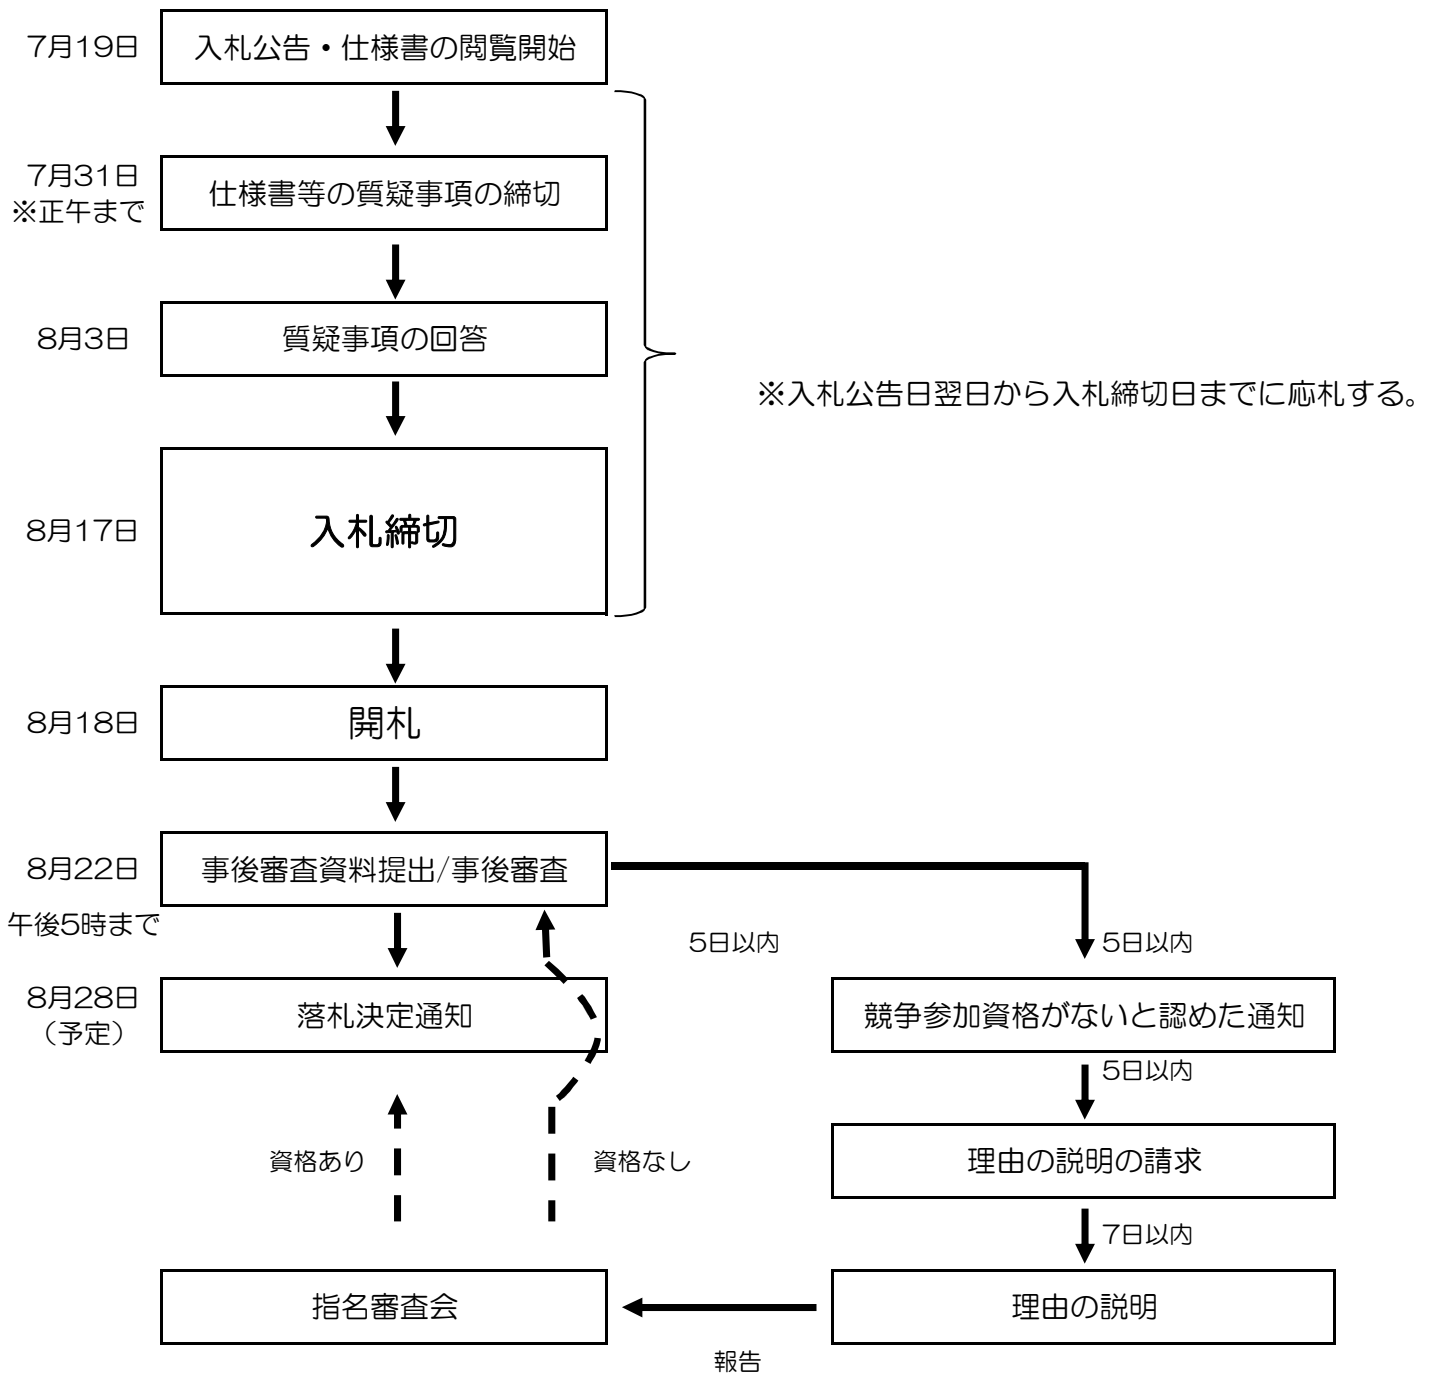 7月19日
入札公告・仕様書の閲覧開始
7月31日
※正午まで
仕様書等の質疑事項の締切
8月3日
質疑事項の回答
※入札公告日翌日から入札締切日までに応札する。
8月17日
入札締切
8月18日
開札
8月22日
午後5時まで
事後審査資料提出/事後審査
5日以内
5日以内
8月28日
（予定）
落札決定通知
競争参加資格がないと認めた通知
5日以内
資格あり
資格なし
理由の説明の請求
7日以内
指名審査会
理由の説明
報告